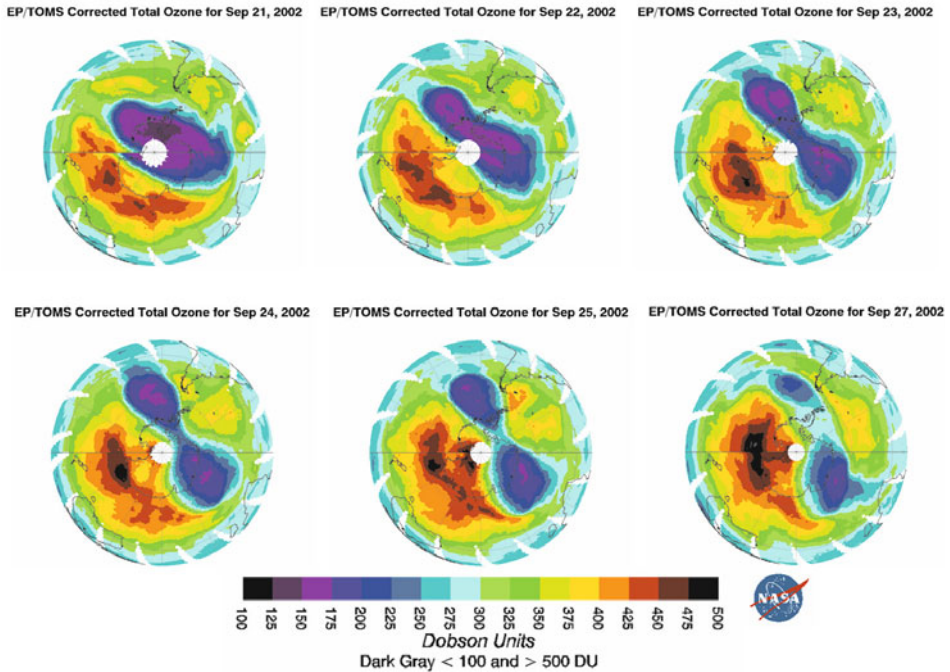 EP/TOMS Corrected Total Ozone for Sep 21, 2002
EP/TOMS Corrected Total Ozone for Sep 22, 2002
EP/TOMS Corrected Total Ozone for Sep 23, 2002
EP/TOMS Corrected Total Ozone for Sep 24, 2002
EP/TOMS Corrected Total Ozone for Sep 25, 2002
EP/TOMS Corrected Total Ozone for Sep 27, 2002
100 125 150 175 200 225 250 275 300 325 350 375 400 425 450 475 500
NASA
Dobson Units
Dark Gray < 100 and > 500 DU